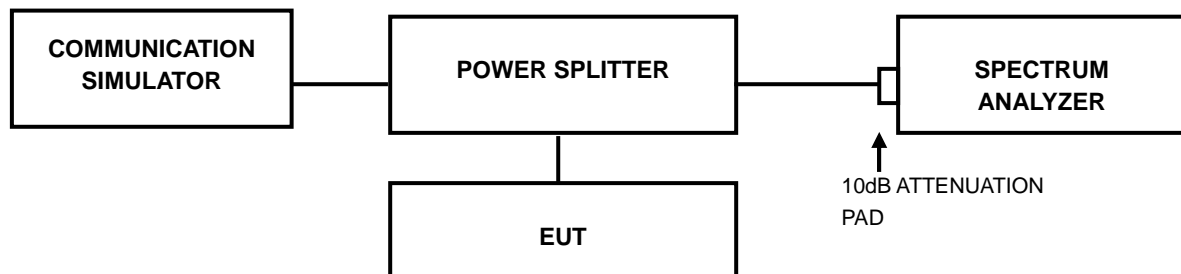 COMMUNICATION
SIMULATOR
POWER SPLITTER
SPECTRUM
ANALYZER
10dB ATTENUATION
PAD
EUT